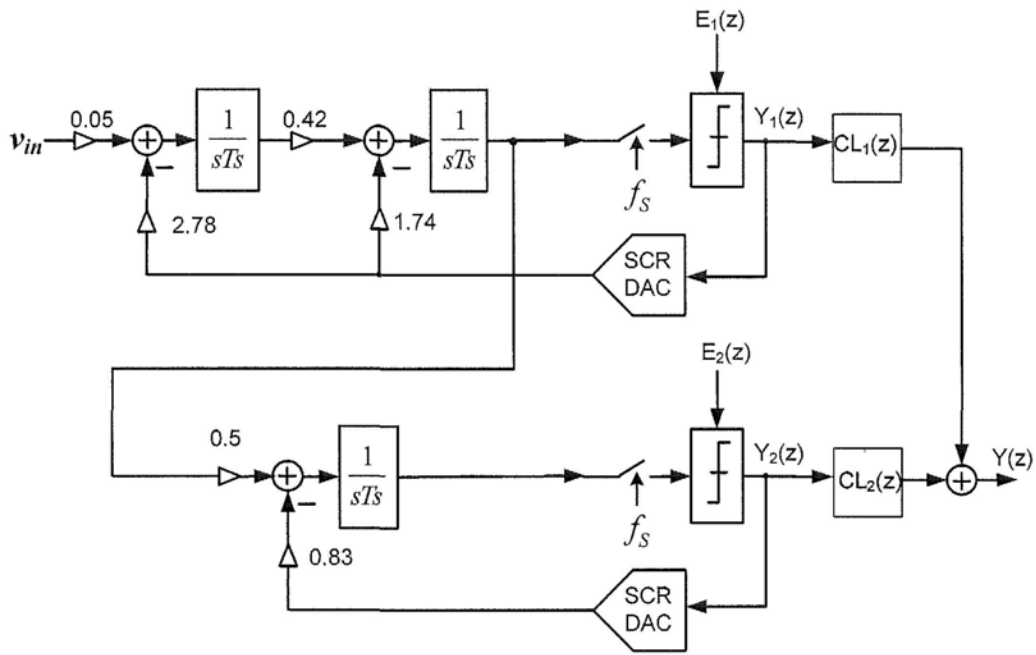 E₁(z)
0.05
v_in
1
sTs
0.42
1
sTs
Y₁(z)
CL₁(z)
f_S
2.78
1.74
SCR
DAC
E₂(z)
0.5
1
sTs
Y₂(z)
CL₂(z)
Y(z)
f_S
0.83
SCR
DAC